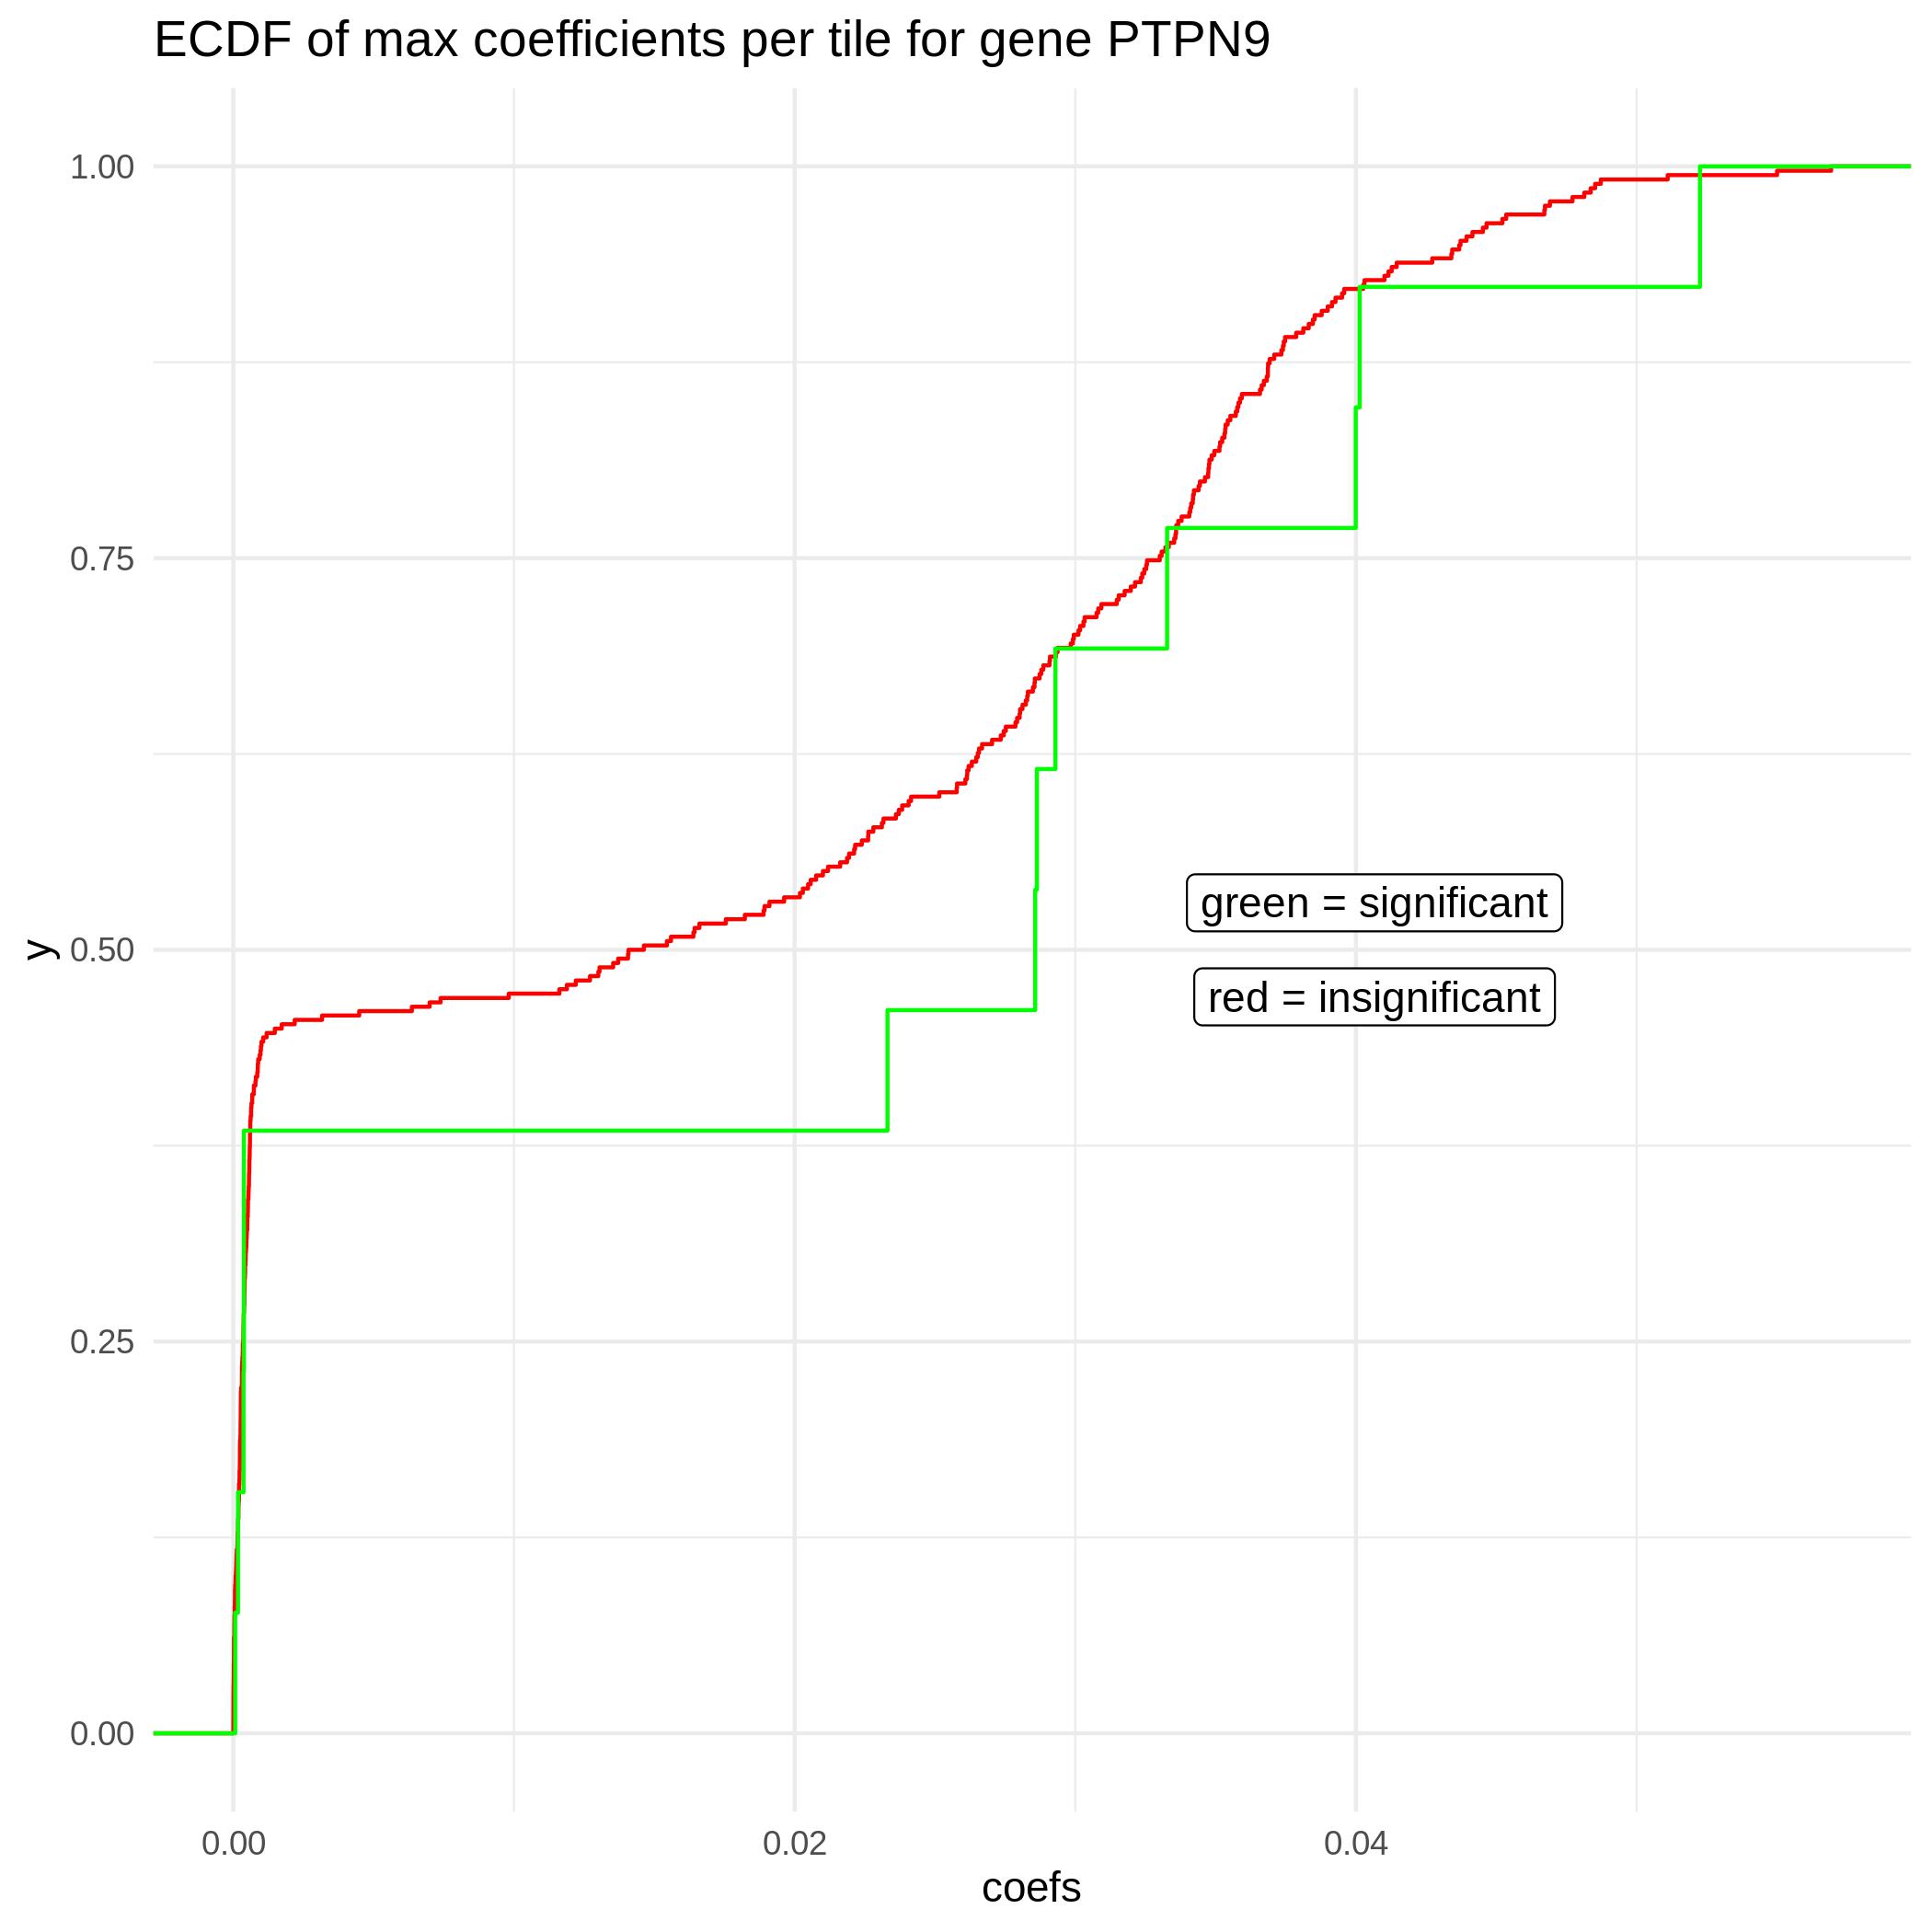 ECDF of max coefficients per tile for gene PTPN9
1.00
0.75
0.50
0.25
0.00
y
green = significant
red = insignificant
0.00
0.02
0.04
coefs